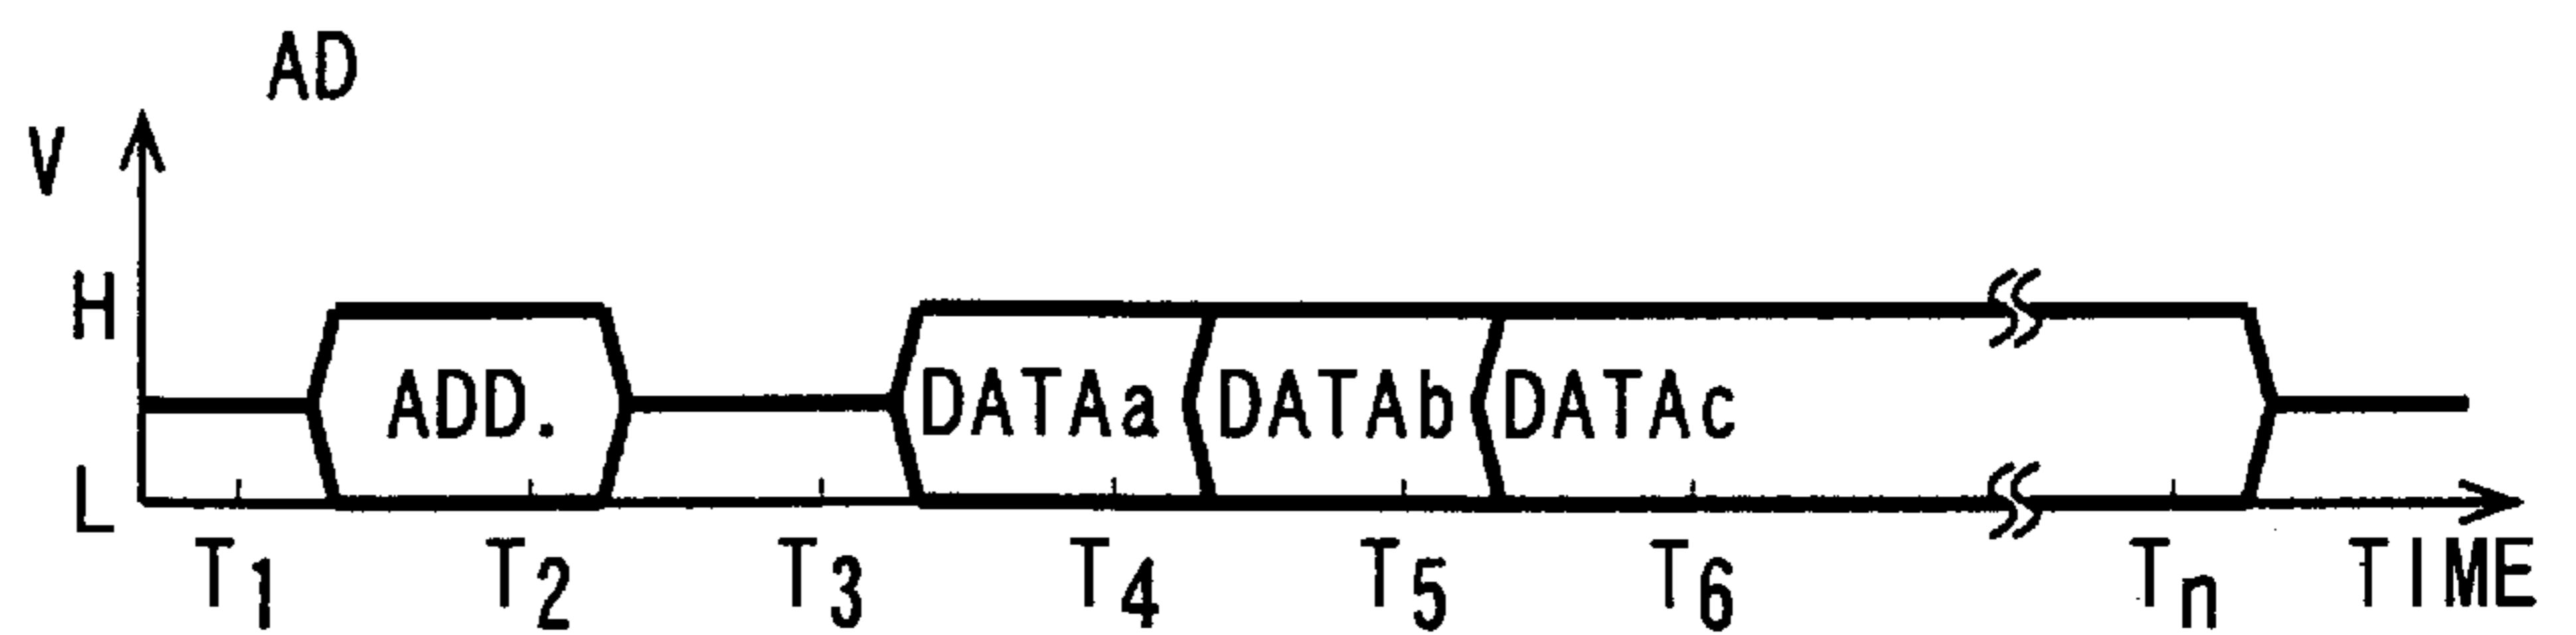 AD
V
H
ADD. DATAa DATAb DATAc
L
T1 T2 T3 T4 T5 T6 Tn TIME